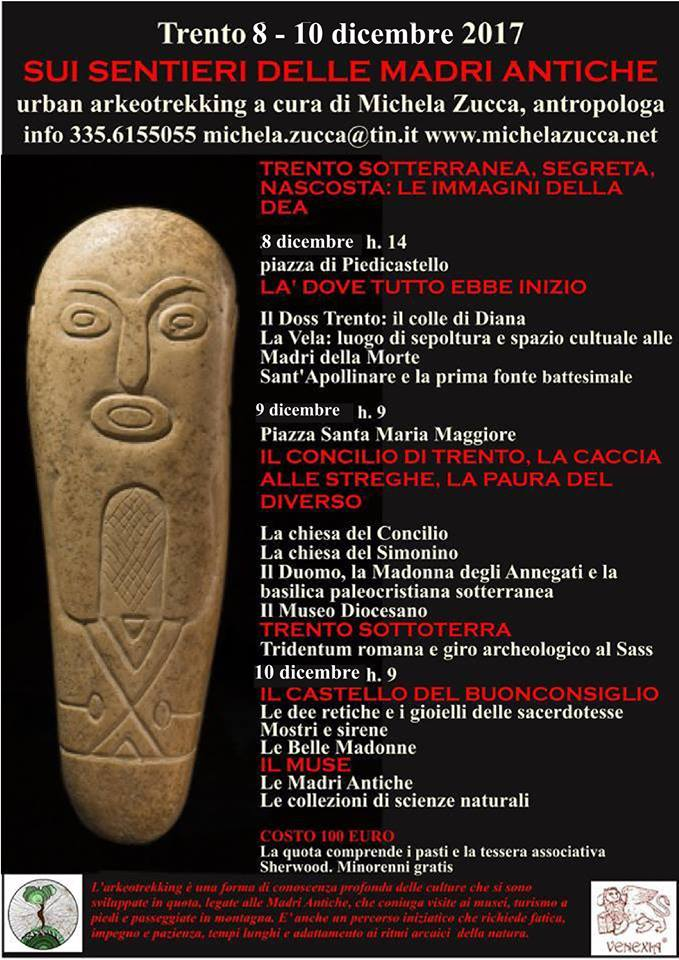 Trento 8 - 10 dicembre 2017
SUI SENTIERI DELLE MADRI ANTICHE
urban arkeotrekking a cura di Michela Zucca, antropologa
info 335.6155055 michela.zucca@tin.it www.michelazucca.net
TRENTO SOTTERRANEA, SEGRETA,
NASCOSTA: LE IMMAGINI DELLA
DEA
8 dicembre h. 14
piazza di Piedicastello
LA' DOVE TUTTO EBBE INIZIO
Il Doss Trento: il colle di Diana
La Vela: luogo di sepoltura e spazio cultuale alle
Madri della Morte
Sant'Apollinare e la prima fonte battesimale
9 dicembre h. 9
Piazza Santa Maria Maggiore
IL CONCILIO DI TRENTO, LA CACCIA
ALLE STREGHE, LA PAURA DEL
DIVERSO
La chiesa del Concilio
La chiesa del Simonino
Il Duomo, la Madonna degli Annegati e la
basilica paleocristiana sotterranea
Il Museo Diocesano
TRENTO SOTTOTERRA
Tridentum romana e giro archeologico al Sass
10 dicembre h. 9
IL CASTELLO DEL BUONCONSIGLIO
Le dee retiche e i gioielli delle sacerdotesse
Mostri e sirene
Le Belle Madonne
IL MUSE
Le Madri Antiche
Le collezioni di scienze naturali
COSTO 100 EURO
La quota comprende i pasti e la tessera associativa
Sherwood. Minorenni gratis
L'arkeotrekking è una forma di conoscenza profonda delle culture che si sono
sviluppate in quota, legate alle Madri Antiche, che coniuga visite ai musei, turismo a
piedi e passeggiate in montagna. E' anche un percorso iniziatico che richiede fatica,
impegno e pazienza, tempi lunghi e adattamento ai ritmi arcaici della natura.
VENEXIA